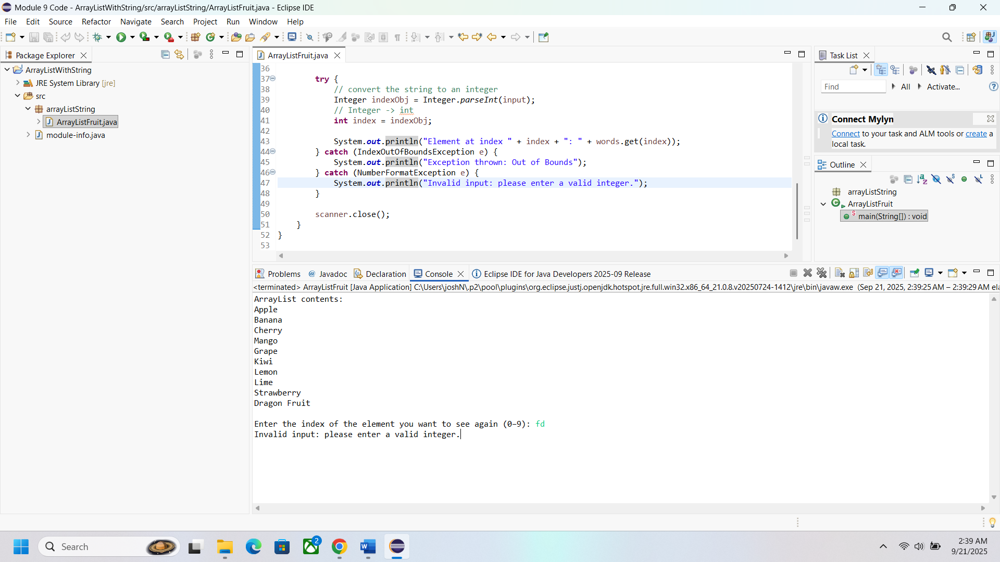 Module 9 Code - ArrayListWithString/src/arrayListString/ArrayListFruit.java - Eclipse IDE
File Edit Source Refactor Navigate Search Project Run Window Help
Package Explorer
ArrayListWithString
JRE System Library [jre]
src
arrayListString
ArrayListFruit.java
module-info.java
ArrayListFruit.java
36
37 try {
38 // convert the string to an integer
39 Integer indexObj = Integer.parseInt(input);
40 // Integer -> int
41 int index = indexObj;
42
43 System.out.println("Element at index " + index + ": " + words.get(index));
44 } catch (IndexOutOfBoundsException e) {
45 System.out.println("Exception thrown: Out of Bounds");
46 } catch (NumberFormatException e) {
47 System.out.println("Invalid input: please enter a valid integer.");
48 }
49
50 scanner.close();
51 }
52 }
53
Task List
Find All Activate...
Connect Mylyn
Connect to your task and ALM tools or create a
local task.
Outline
arrayListString
ArrayListFruit
main(String[]) : void
Problems Javadoc Declaration Console Eclipse IDE for Java Developers 2025-09 Release
<terminated> ArrayListFruit [Java Application] C:\Users\joshN\.p2\pool\plugins\org.eclipse.justj.openjdk.hotspot.jre.full.win32.x86_64_21.0.8.v20250724-1412\jre\bin\javaw.exe (Sep 21, 2025, 2:39:25 AM – 2:39:29 AM ela
ArrayList contents:
Apple
Banana
Cherry
Mango
Grape
Kiwi
Lemon
Lime
Strawberry
Dragon Fruit
Enter the index of the element you want to see again (0–9): fd
Invalid input: please enter a valid integer.
Search
2
2:39 AM
9/21/2025